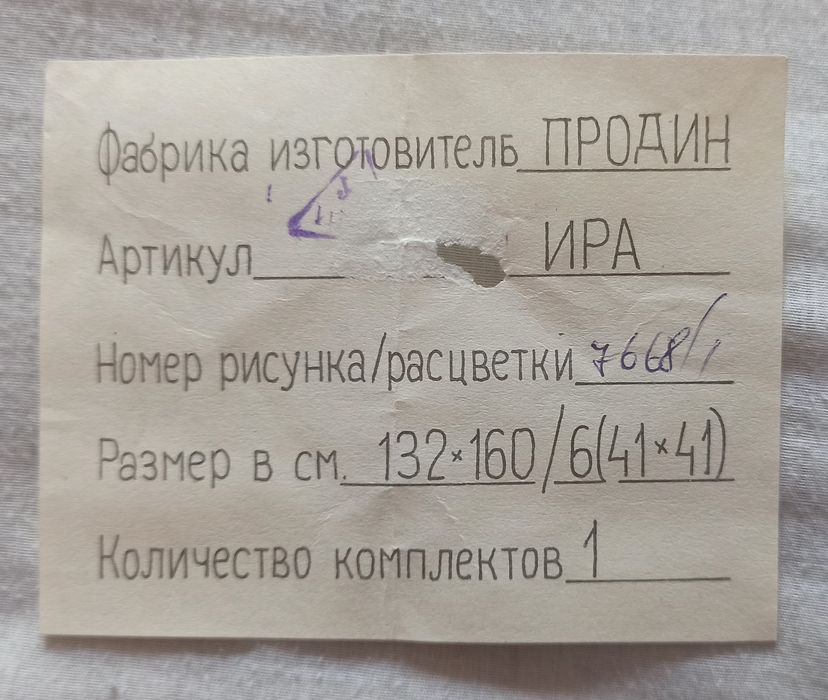 Фабрика изготовитель ПРОДИН
Артикул ИРА
Номер рисунка/расцветки 7668/1
Размер в см. 132×160/6(41×41)
Количество комплектов 1